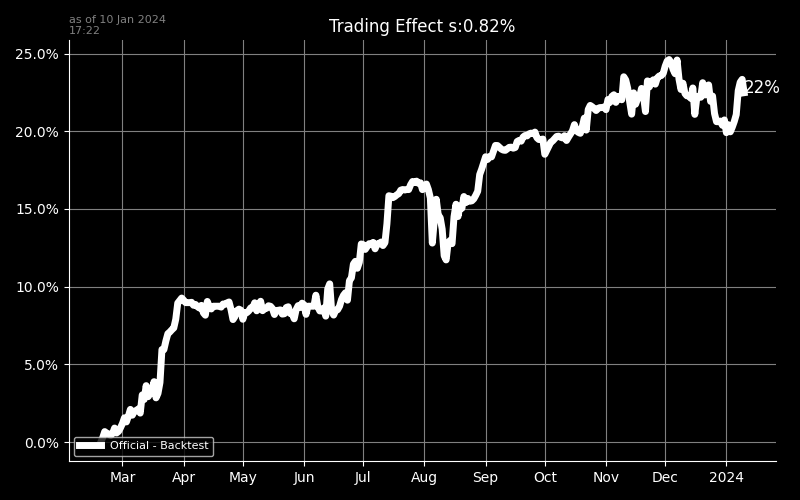 as of 10 Jan 2024
17:22
Trading Effect s:0.82%
25.0%
22%
20.0%
15.0%
10.0%
5.0%
0.0%
Official - Backtest
Mar Apr May Jun Jul Aug Sep Oct Nov Dec 2024